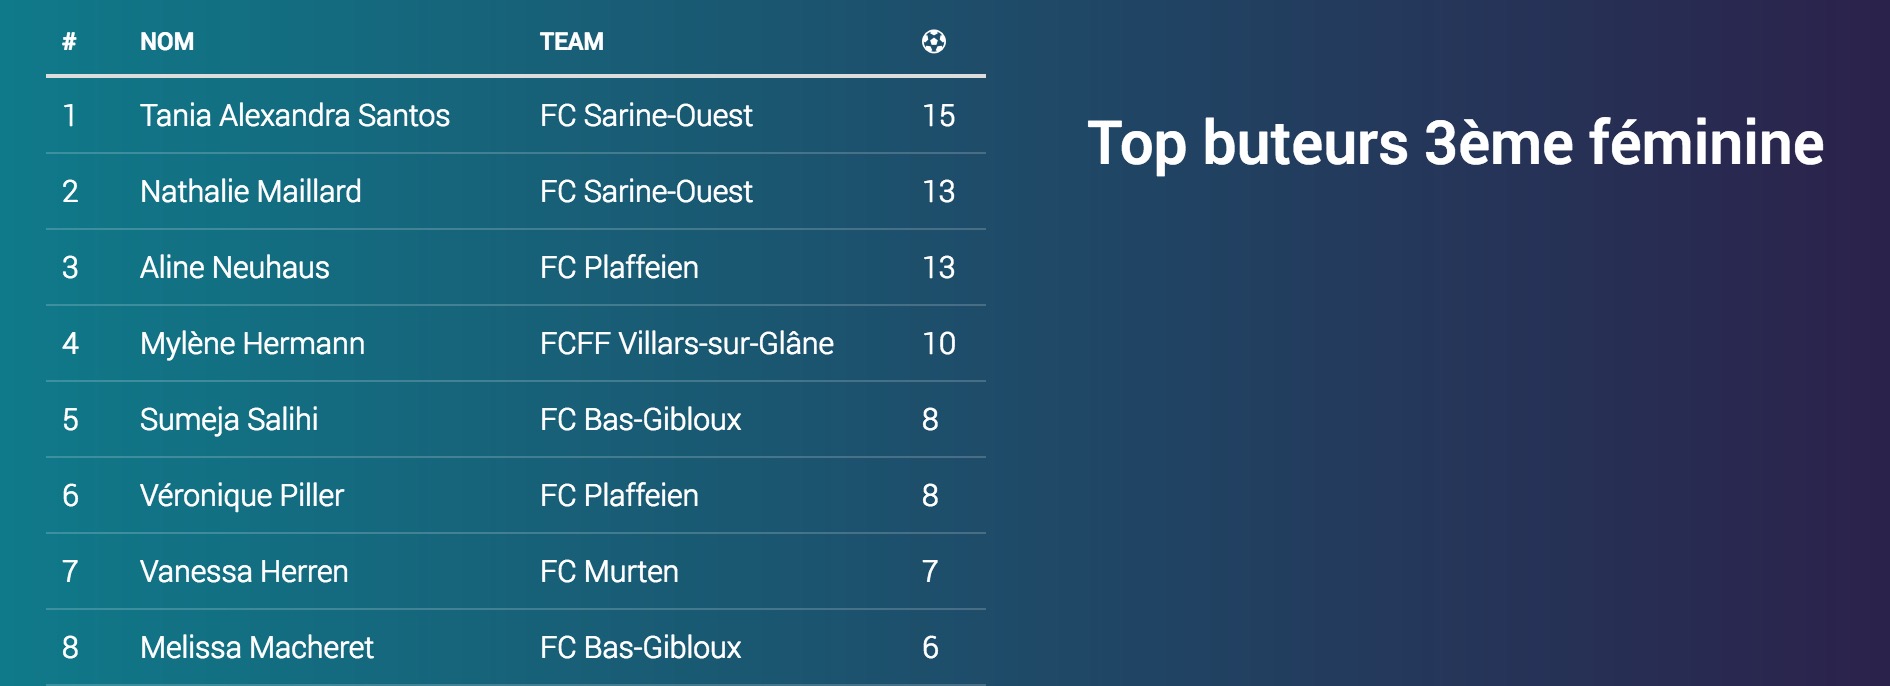 # NOM TEAM ⚽
1 Tania Alexandra Santos FC Sarine-Ouest 15
2 Nathalie Maillard FC Sarine-Ouest 13
3 Aline Neuhaus FC Plaffeien 13
4 Mylène Hermann FCFF Villars-sur-Glâne 10
5 Sumeja Salihi FC Bas-Gibloux 8
6 Véronique Piller FC Plaffeien 8
7 Vanessa Herren FC Murten 7
8 Melissa Macheret FC Bas-Gibloux 6
Top buteurs 3ème féminine